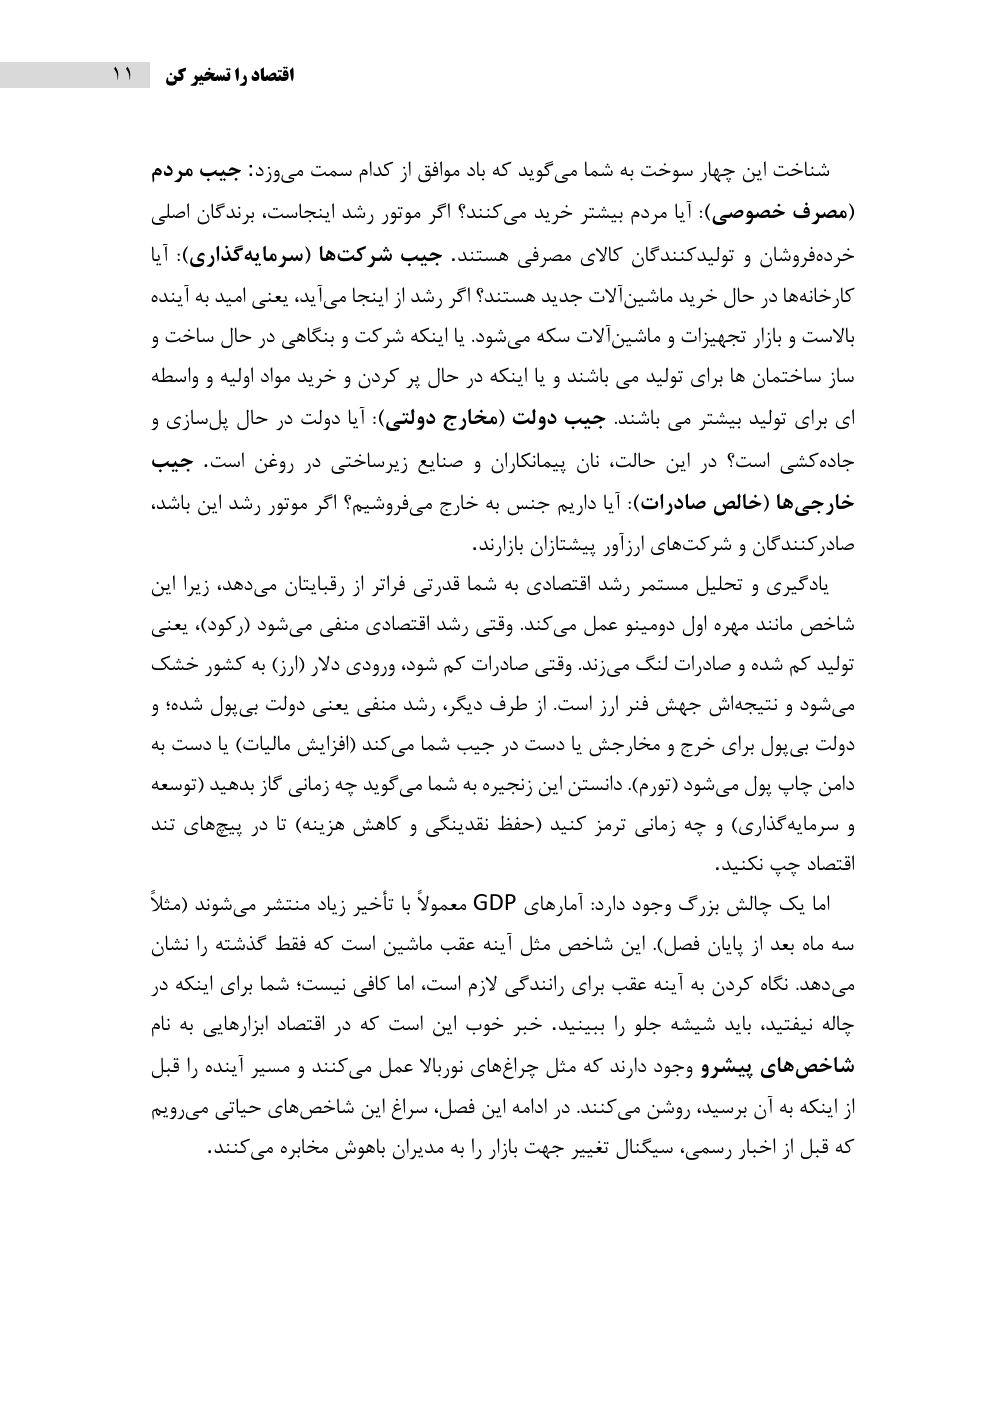 اقتصاد را تسخیر کن ۱۱
شناخت این چهار سوخت به شما می‌گوید که باد موافق از کدام سمت می‌وزد: جیب مردم
(مصرف خصوصی): آیا مردم بیشتر خرید می‌کنند؟ اگر موتور رشد اینجاست، برندگان اصلی
خرده‌فروشان و تولیدکنندگان کالای مصرفی هستند. جیب شرکت‌ها (سرمایه‌گذاری): آیا
کارخانه‌ها در حال خرید ماشین‌آلات جدید هستند؟ اگر رشد از اینجا می‌آید، یعنی امید به آینده
بالاست و بازار تجهیزات و ماشین‌آلات سکه می‌شود. یا اینکه شرکت و بنگاهی در حال ساخت و
ساز ساختمان ها برای تولید می باشند و یا اینکه در حال پر کردن و خرید مواد اولیه و واسطه
ای برای تولید بیشتر می باشند. جیب دولت (مخارج دولتی): آیا دولت در حال پل‌سازی و
جاده‌کشی است؟ در این حالت، نان پیمانکاران و صنایع زیرساختی در روغن است. جیب
خارجی‌ها (خالص صادرات): آیا داریم جنس به خارج می‌فروشیم؟ اگر موتور رشد این باشد،
صادرکنندگان و شرکت‌های ارزآور پیشتازان بازارند.
یادگیری و تحلیل مستمر رشد اقتصادی به شما قدرتی فراتر از رقبایتان می‌دهد، زیرا این
شاخص مانند مهره اول دومینو عمل می‌کند. وقتی رشد اقتصادی منفی می‌شود (رکود)، یعنی
تولید کم شده و صادرات لنگ می‌زند. وقتی صادرات کم شود، ورودی دلار (ارز) به کشور خشک
می‌شود و نتیجه‌اش جهش فنر ارز است. از طرف دیگر، رشد منفی یعنی دولت بی‌پول شده؛ و
دولت بی‌پول برای خرج و مخارجش یا دست در جیب شما می‌کند (افزایش مالیات) یا دست به
دامن چاپ پول می‌شود (تورم). دانستن این زنجیره به شما می‌گوید چه زمانی گاز بدهید (توسعه
و سرمایه‌گذاری) و چه زمانی ترمز کنید (حفظ نقدینگی و کاهش هزینه) تا در پیچ‌های تند
اقتصاد چپ نکنید.
اما یک چالش بزرگ وجود دارد: آمارهای GDP معمولاً با تأخیر زیاد منتشر می‌شوند (مثلاً
سه ماه بعد از پایان فصل). این شاخص مثل آینه عقب ماشین است که فقط گذشته را نشان
می‌دهد. نگاه کردن به آینه عقب برای رانندگی لازم است، اما کافی نیست؛ شما برای اینکه در
چاله نیفتید، باید شیشه جلو را ببینید. خبر خوب این است که در اقتصاد ابزارهایی به نام
شاخص‌های پیشرو وجود دارند که مثل چراغ‌های نوربالا عمل می‌کنند و مسیر آینده را قبل
از اینکه به آن برسید، روشن می‌کنند. در ادامه این فصل، سراغ این شاخص‌های حیاتی می‌رویم
که قبل از اخبار رسمی، سیگنال تغییر جهت بازار را به مدیران باهوش مخابره می‌کنند.